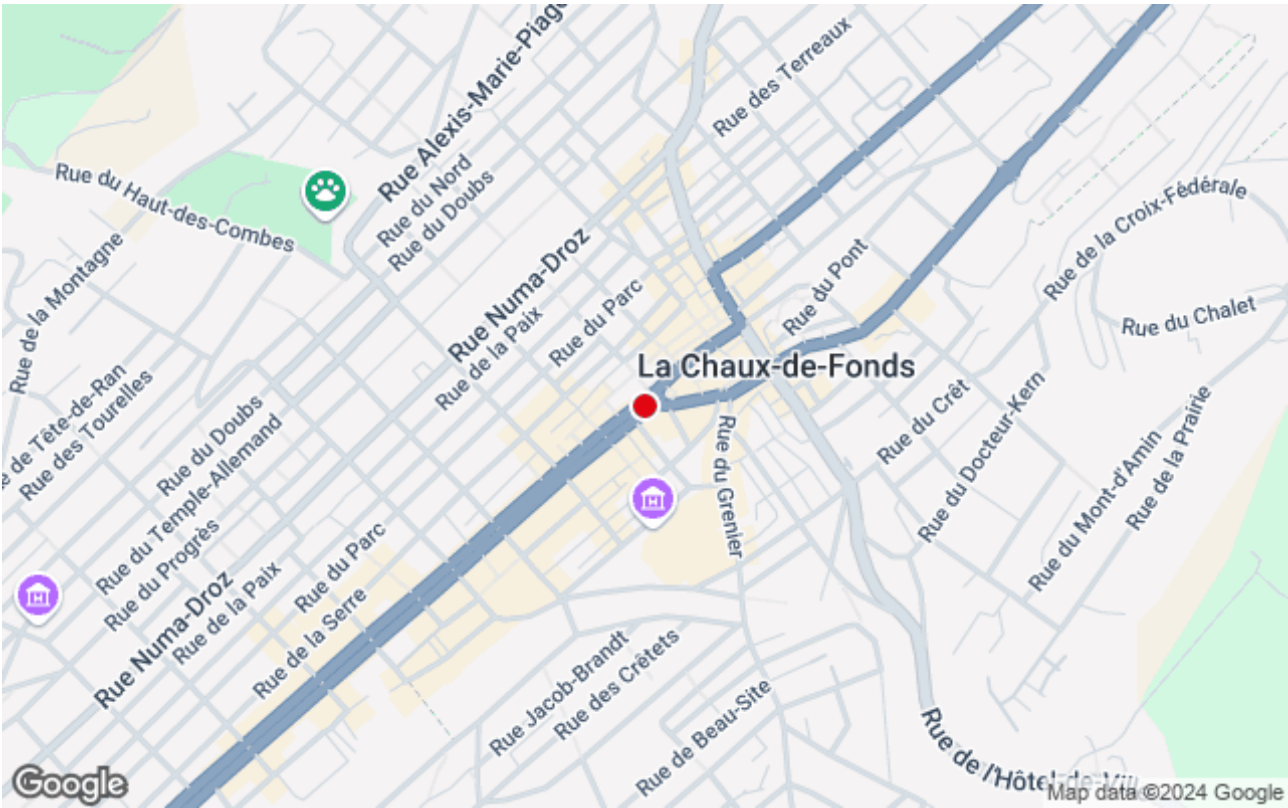 Rue Alexis-Marie-Piage
Rue des Terreaux
Rue du Haut-des-Combes
Rue du Nord
Rue du Doubs
Rue de la Croix-Fédérale
Rue de la Montagne
Rue Numa-Droz
Rue du Pont
Rue du Parc
Rue de la Paix
Rue du Chalet
La Chaux-de-Fonds
e de Tête-de-Ran
Rue des Tourelles
Rue du Doubs
Rue du Temple-Allemand
Rue du Progrès
Rue du Grenier
Rue du Crêt
Rue du Docteur-Kern
Rue du Mont-d'Amin
Rue de la Prairie
Rue Numa-Droz
Rue de la Paix
Rue du Parc
Rue de la Serre
Rue Jacob-Brandt
Rue des Crêtets
Rue de Beau-Site
Rue de l'Hôtel-de-Vill
Google
Map data ©2024 Google